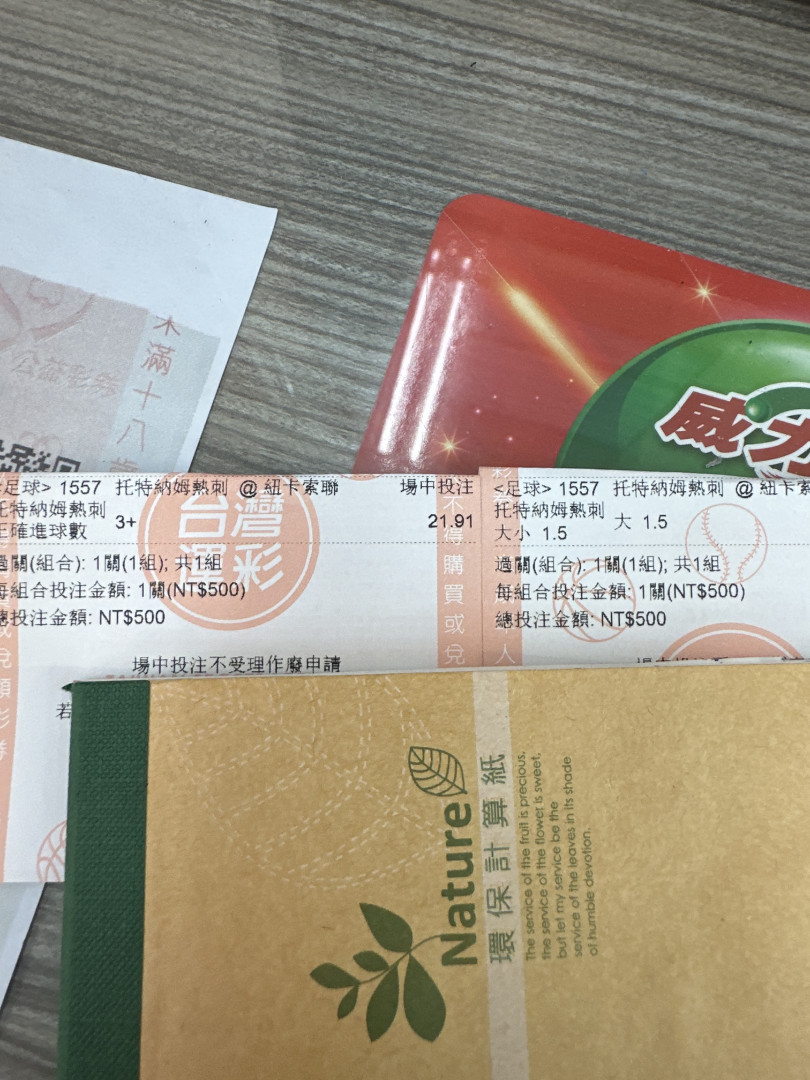 公益彩券
未滿十八歲
威力
<足球> 1557 托特納姆熱刺 @ 紐卡索聯 場中投注
托特納姆熱刺
正確進球數 3+ 21.91
過關(組合): 1關(1組); 共1組
每組合投注金額: 1關(NT$500)
總投注金額: NT$500
場中投注不受理作廢申請
若
台灣
運彩
不得購買或兌
<足球> 1557 托特納姆熱刺 @ 紐卡索
托特納姆熱刺
大小 1.5 大 1.5
過關(組合): 1關(1組); 共1組
每組合投注金額: 1關(NT$500)
總投注金額: NT$500
Nature
環保計算紙
The service of the fruit is precious,
the service of the flower is sweet,
but let my service be the
service of the leaves in its shade
of humble devotion.